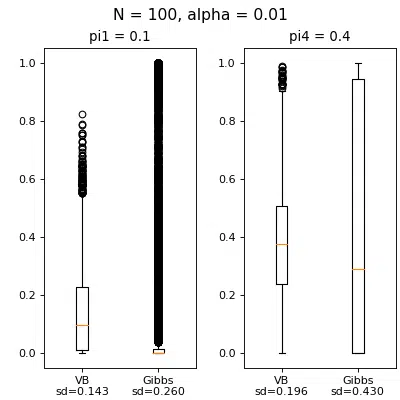 N = 100, alpha = 0.01
pi1 = 0.1
pi4 = 0.4
1.0
0.8
0.6
0.4
0.2
0.0
1.0
0.8
0.6
0.4
0.2
0.0
VB
sd=0.143
Gibbs
sd=0.260
VB
sd=0.196
Gibbs
sd=0.430